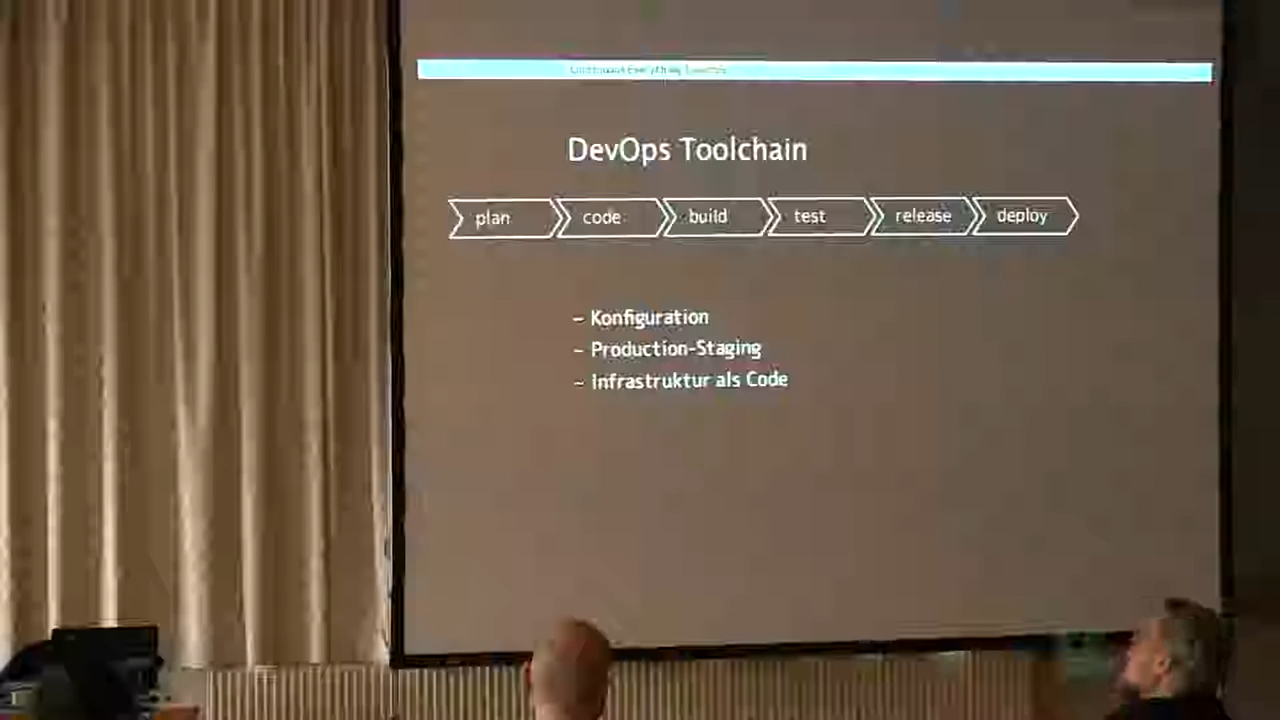 DevOps Toolchain
plan code build test release deploy
– Konfiguration
– Production-Staging
– Infrastruktur als Code